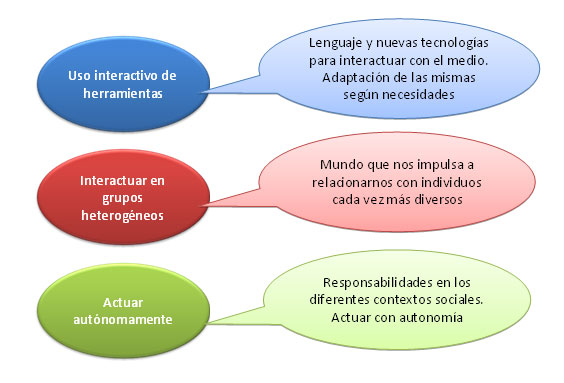 Uso interactivo de
herramientas
Lenguaje y nuevas tecnologías
para interactuar con el medio.
Adaptación de las mismas
según necesidades
Interactuar en
grupos
heterogéneos
Mundo que nos impulsa a
relacionarnos con individuos
cada vez más diversos
Actuar
autónomamente
Responsabilidades en los
diferentes contextos sociales.
Actuar con autonomía